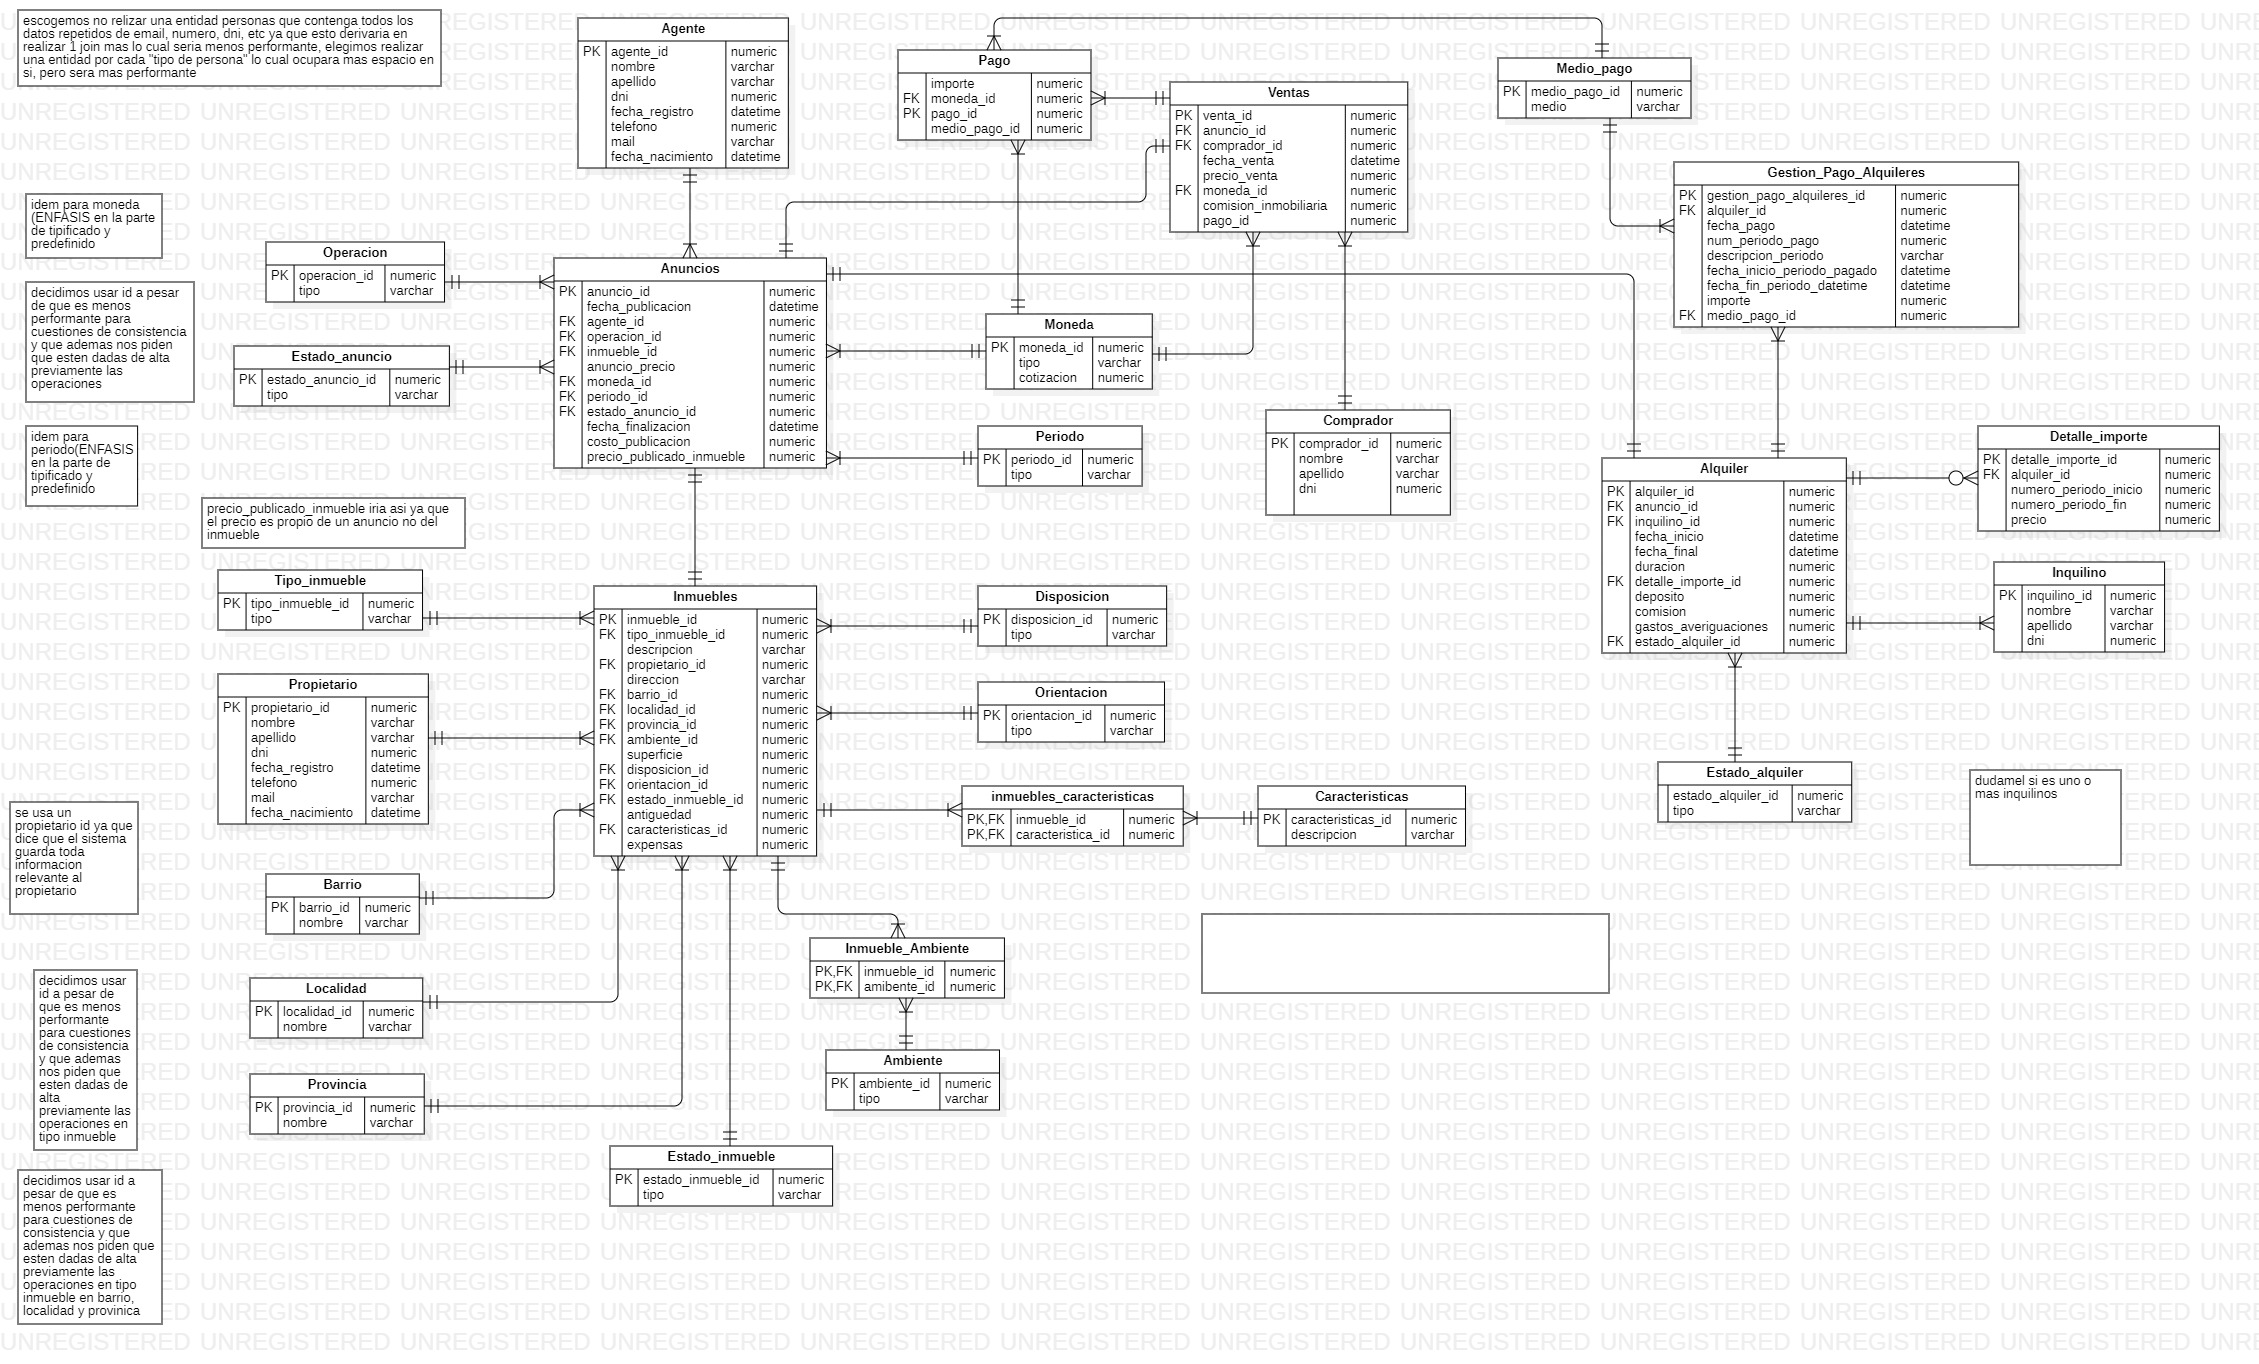 escogemos no relizar una entidad personas que contenga todos los
datos repetidos de email, numero, dni, etc ya que esto derivaria en
realizar 1 join mas lo cual seria menos performante, elegimos realizar
una entidad por cada "tipo de persona" lo cual ocupara mas espacio en
si, pero sera mas performante
Agente
PK agente_id numeric
nombre varchar
apellido varchar
dni numeric
fecha_registro datetime
telefono numeric
mail varchar
fecha_nacimiento datetime
Pago
importe numeric
FK moneda_id numeric
PK pago_id numeric
medio_pago_id numeric
Ventas
PK venta_id numeric
FK anuncio_id numeric
FK comprador_id numeric
fecha_venta datetime
precio_venta numeric
FK moneda_id numeric
comision_inmobiliaria numeric
pago_id numeric
Medio_pago
PK medio_pago_id numeric
medio varchar
Gestion_Pago_Alquileres
PK gestion_pago_alquileres_id numeric
FK alquiler_id numeric
fecha_pago datetime
num_periodo_pago numeric
descripcion_periodo varchar
fecha_inicio_periodo_pagado datetime
fecha_fin_periodo_datetime datetime
importe numeric
FK medio_pago_id numeric
idem para moneda
(ENFASIS en la parte
de tipificado y
predefinido
Operacion
PK operacion_id numeric
tipo varchar
decidimos usar id a pesar
de que es menos
performante para
cuestiones de consistencia
y que ademas nos piden
que esten dadas de alta
previamente las
operaciones
Estado_anuncio
PK estado_anuncio_id numeric
tipo varchar
Anuncios
PK anuncio_id numeric
fecha_publicacion datetime
FK agente_id numeric
FK operacion_id numeric
FK inmueble_id numeric
anuncio_precio numeric
FK moneda_id numeric
FK periodo_id numeric
FK estado_anuncio_id numeric
fecha_finalizacion datetime
costo_publicacion numeric
precio_publicado_inmueble numeric
Moneda
PK moneda_id numeric
tipo varchar
cotizacion numeric
Periodo
PK periodo_id numeric
tipo varchar
Comprador
PK comprador_id numeric
nombre varchar
apellido varchar
dni numeric
idem para
periodo(ENFASIS
en la parte de
tipificado y
predefinido
precio_publicado_inmueble iria asi ya que
el precio es propio de un anuncio no del
inmueble
Alquiler
PK alquiler_id numeric
FK anuncio_id numeric
FK inquilino_id numeric
fecha_inicio datetime
fecha_final datetime
duracion numeric
FK detalle_importe_id numeric
deposito numeric
comision numeric
gastos_averiguaciones numeric
FK estado_alquiler_id numeric
Detalle_importe
PK detalle_importe_id numeric
FK alquiler_id numeric
numero_periodo_inicio numeric
numero_periodo_fin numeric
precio numeric
Inquilino
PK inquilino_id numeric
nombre varchar
apellido varchar
dni numeric
Tipo_inmueble
PK tipo_inmueble_id numeric
tipo varchar
Propietario
PK propietario_id numeric
nombre varchar
apellido varchar
dni numeric
fecha_registro datetime
telefono numeric
mail varchar
fecha_nacimiento datetime
Inmuebles
PK inmueble_id numeric
FK tipo_inmueble_id numeric
descripcion varchar
FK propietario_id numeric
direccion varchar
FK barrio_id numeric
FK localidad_id numeric
FK provincia_id numeric
FK ambiente_id numeric
superficie numeric
FK disposicion_id numeric
FK orientacion_id numeric
FK estado_inmueble_id numeric
antiguedad numeric
FK caracteristicas_id numeric
expensas numeric
Disposicion
PK disposicion_id numeric
tipo varchar
Orientacion
PK orientacion_id numeric
tipo varchar
inmuebles_caracteristicas
PK,FK inmueble_id numeric
PK,FK caracteristica_id numeric
Caracteristicas
PK caracteristicas_id numeric
descripcion varchar
Estado_alquiler
estado_alquiler_id numeric
tipo varchar
dudamel si es uno o
mas inquilinos
se usa un
propietario id ya que
dice que el sistema
guarda toda
informacion
relevante al
propietario
Barrio
PK barrio_id numeric
nombre varchar
Localidad
PK localidad_id numeric
nombre varchar
Provincia
PK provincia_id numeric
nombre varchar
Inmueble_Ambiente
PK,FK inmueble_id numeric
PK,FK amibente_id numeric
Ambiente
PK ambiente_id numeric
tipo varchar
Estado_inmueble
PK estado_inmueble_id numeric
tipo varchar
decidimos usar
id a pesar de
que es menos
performante
para cuestiones
de consistencia
y que ademas
nos piden que
esten dadas de
alta
previamente las
operaciones en
tipo inmueble
decidimos usar id a
pesar de que es
menos performante
para cuestiones de
consistencia y que
ademas nos piden que
esten dadas de alta
previamente las
operaciones en tipo
inmueble en barrio,
localidad y provinica
UNREGISTERED